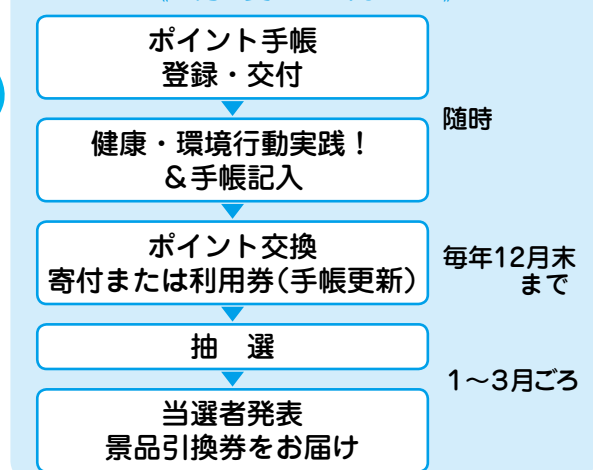 ポイント手帳
登録・交付
随時
健康・環境行動実践！
＆手帳記入
ポイント交換
寄付または利用券(手帳更新)
毎年12月末
まで
抽　選
1～3月ごろ
当選者発表
景品引換券をお届け